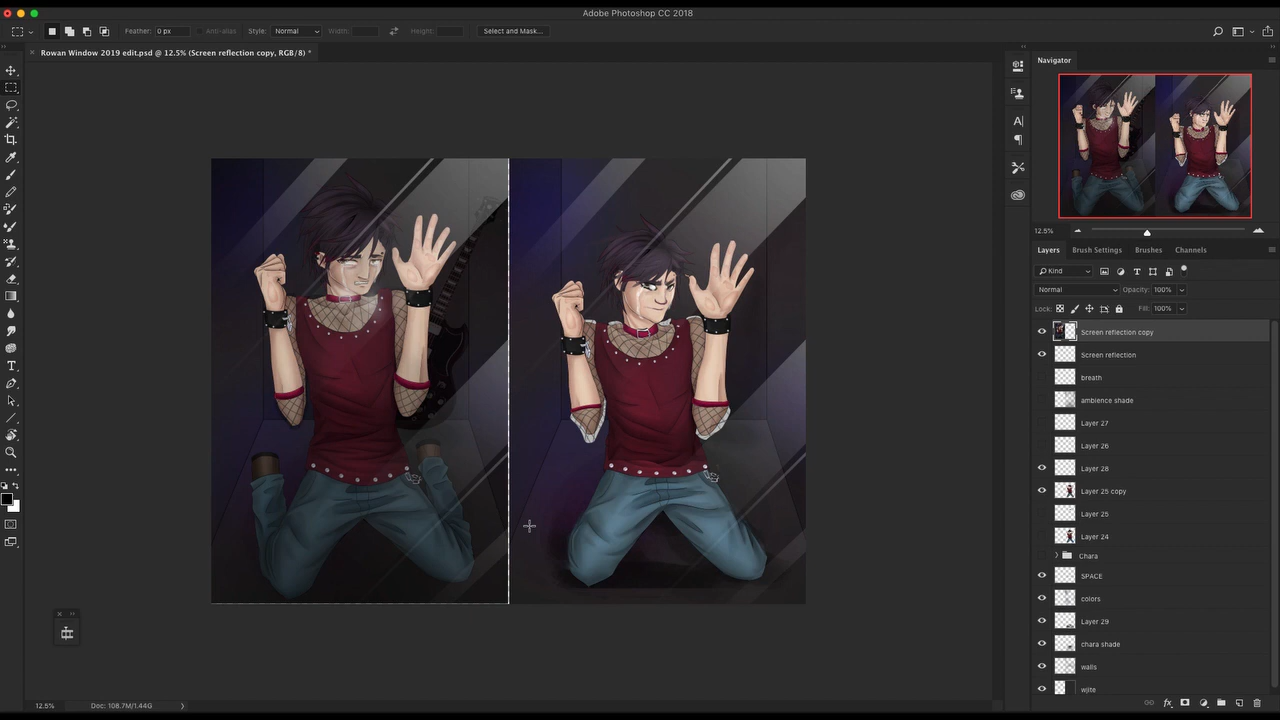 Adobe Photoshop CC 2018
Feather: 0 px
Anti-alias
Style: Normal
Width:
Height:
Select and Mask...
× Rowan Window 2019 edit.psd @ 12.5% (Screen reflection copy, RGB/8) *
Navigator
12.5%
Layers Brush Settings Brushes Channels
Kind
Normal Opacity: 100%
Lock: Fill: 100%
Screen reflection copy
Screen reflection
breath
ambience shade
Layer 27
Layer 26
Layer 28
Layer 25 copy
Layer 25
Layer 24
Chara
SPACE
colors
Layer 29
chara shade
walls
wjite
12.5% Doc: 108.7M/1.44G